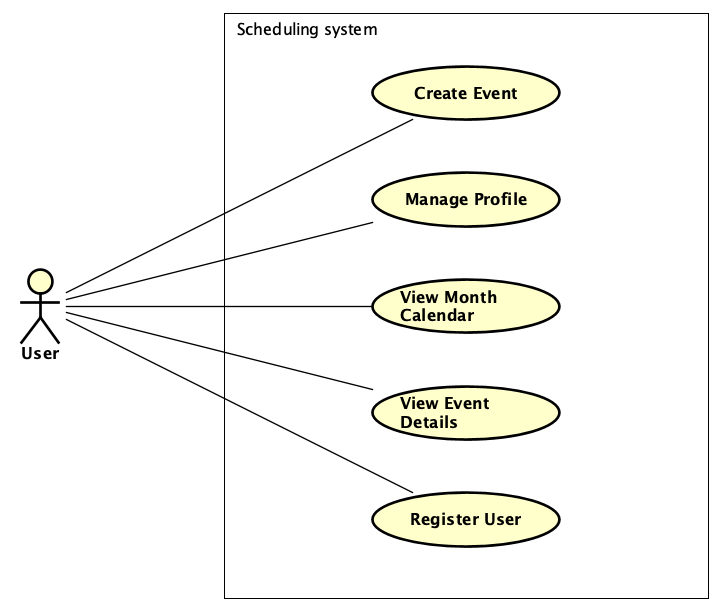 Scheduling system
Create Event
Manage Profile
View Month
Calendar
User
View Event
Details
Register User